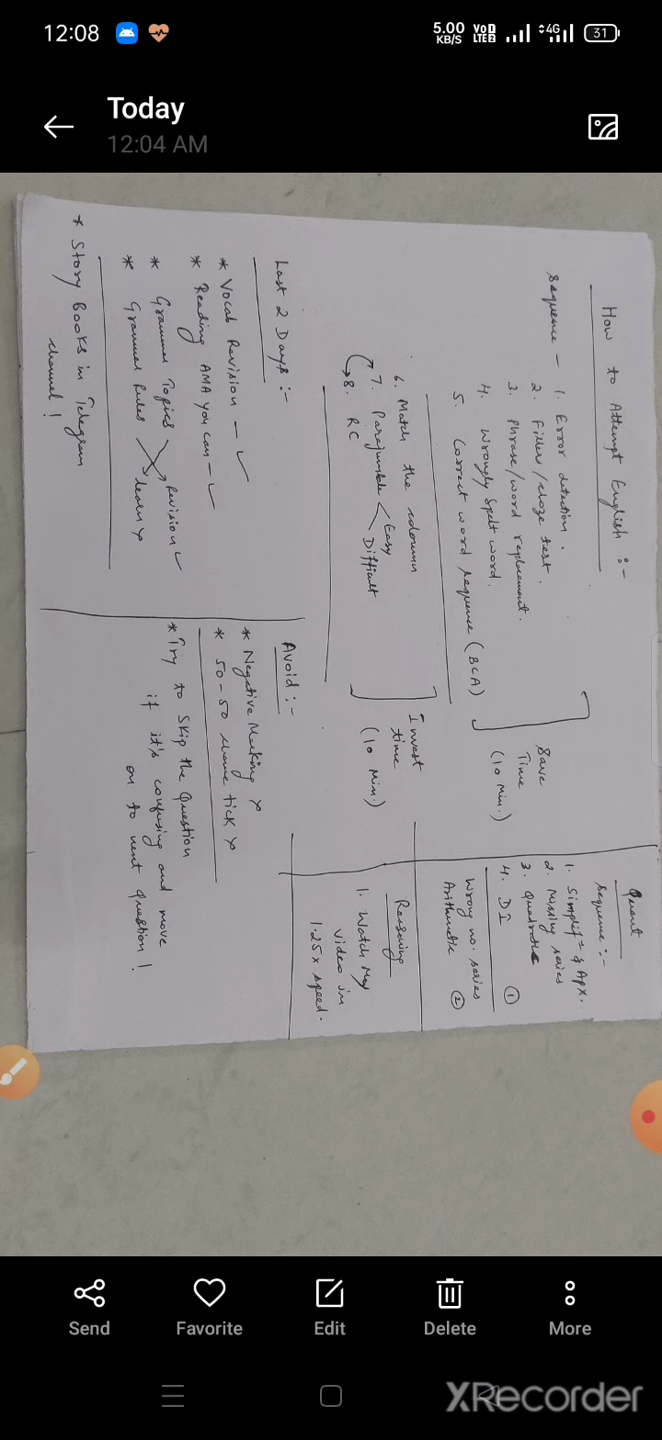 12:08
5.00 KB/S
Vo LTE
4G
31
Today
12:04 AM
How to Attempt English :-
Sequence - 1. Error detection.
2. Fillers/cloze test.
3. Phrase/word replacement.
4. Wrongly spelt word.
5. Correct word sequence (BCA)
Save
Time
(10 Min.)
6. Match the column
7. Parajumble < Easy
Difficult
8. RC
Invest
time
(10 Min.)
Last 2 Days :-
* Vocab Revision - ✓
* Reading AMA you can - ✓
* Grammar Topics Revision ✓
* Grammar Rules learn x
* Story Books in Telegram
channel !
Avoid :-
* Negative Marking x
* 50-50 chance tick x
* Try to Skip the Question
if it's confusing and move
on to next question !
Quant
Sequence :-
1. Simplifn & Apx.
2. Missing series
3. Quadratic
4. DI ①
Wrong no. series
Arithmetic ②
Reasoning
1. Watch My
video in
1.25x speed.
Send
Favorite
Edit
Delete
More
XRecorder